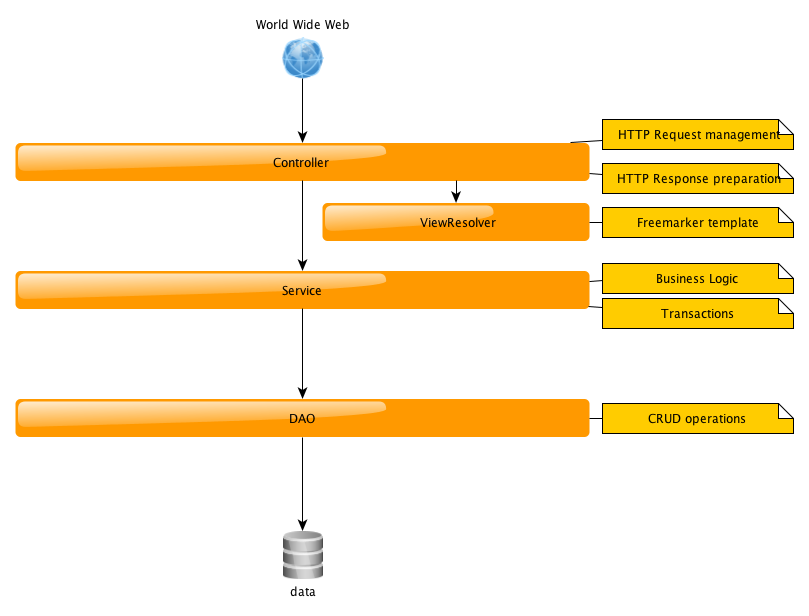 World Wide Web
HTTP Request management
Controller
HTTP Response preparation
ViewResolver
Freemarker template
Business Logic
Service
Transactions
DAO
CRUD operations
data